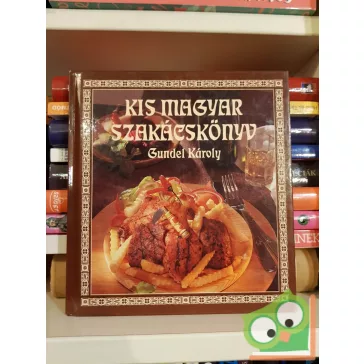 KIS MAGYAR
SZAKÁCSKÖNYV
Gundel Károly